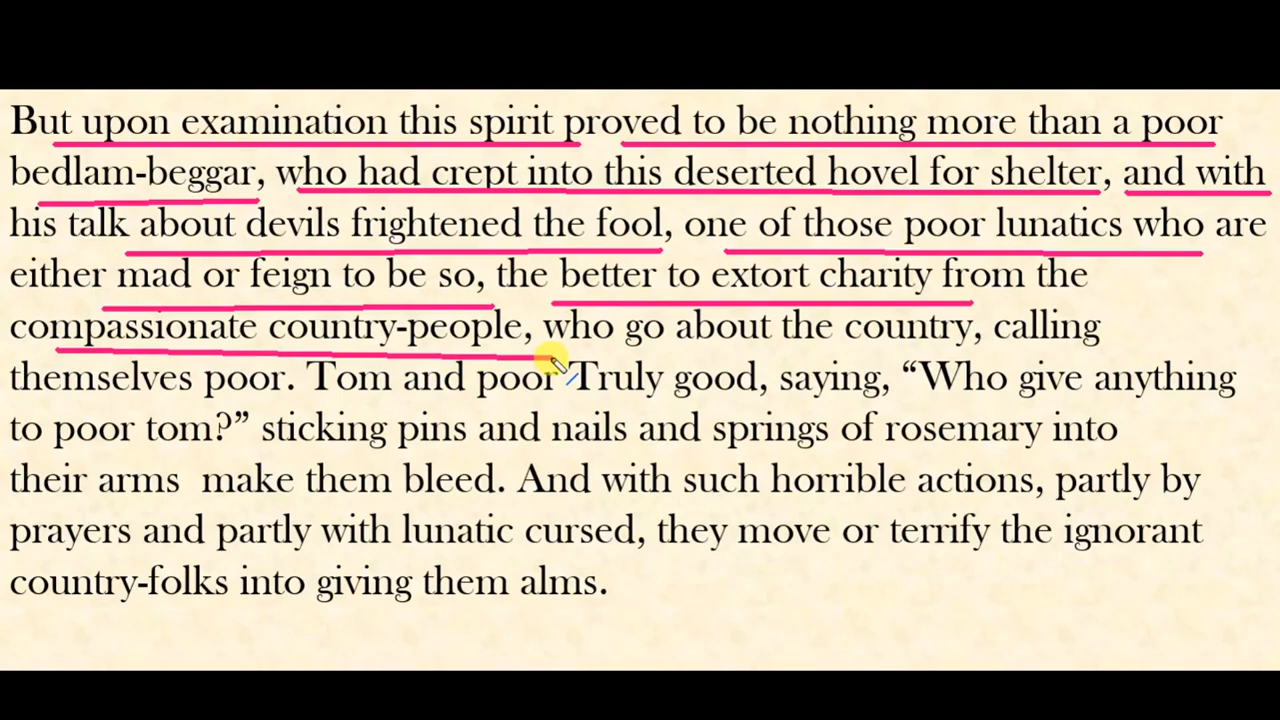 But upon examination this spirit proved to be nothing more than a poor
bedlam-beggar, who had crept into this deserted hovel for shelter, and with
his talk about devils frightened the fool, one of those poor lunatics who are
either mad or feign to be so, the better to extort charity from the
compassionate country-people, who go about the country, calling
themselves poor. Tom and poor Truly good, saying, “Who give anything
to poor tom?” sticking pins and nails and springs of rosemary into
their arms  make them bleed. And with such horrible actions, partly by
prayers and partly with lunatic cursed, they move or terrify the ignorant
country-folks into giving them alms.